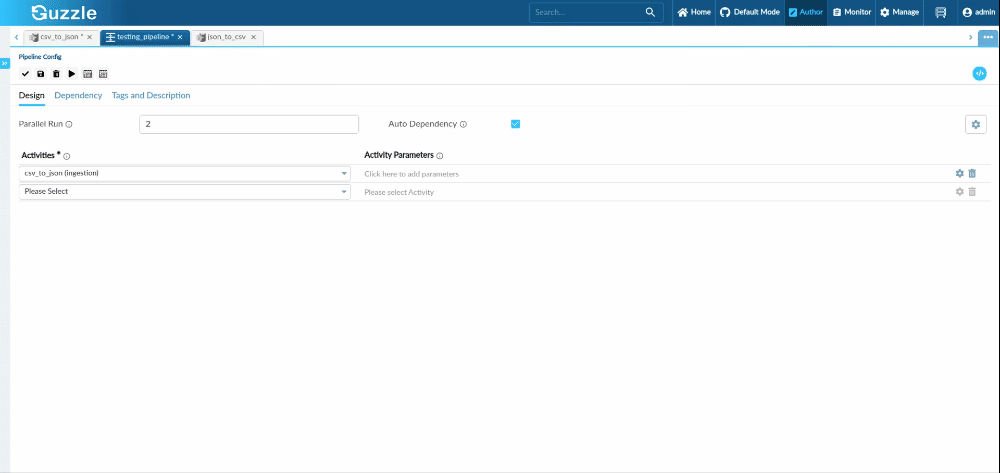 Guzzle
Search...
Home
Default Mode
Author
Monitor
Manage
admin
csv_to_json * ×
testing_pipeline * ×
json_to_csv ×
Pipeline Config
Design
Dependency
Tags and Description
Parallel Run
2
Auto Dependency
Activities *
Activity Parameters
csv_to_json (ingestion)
Click here to add parameters
Please Select
Please select Activity